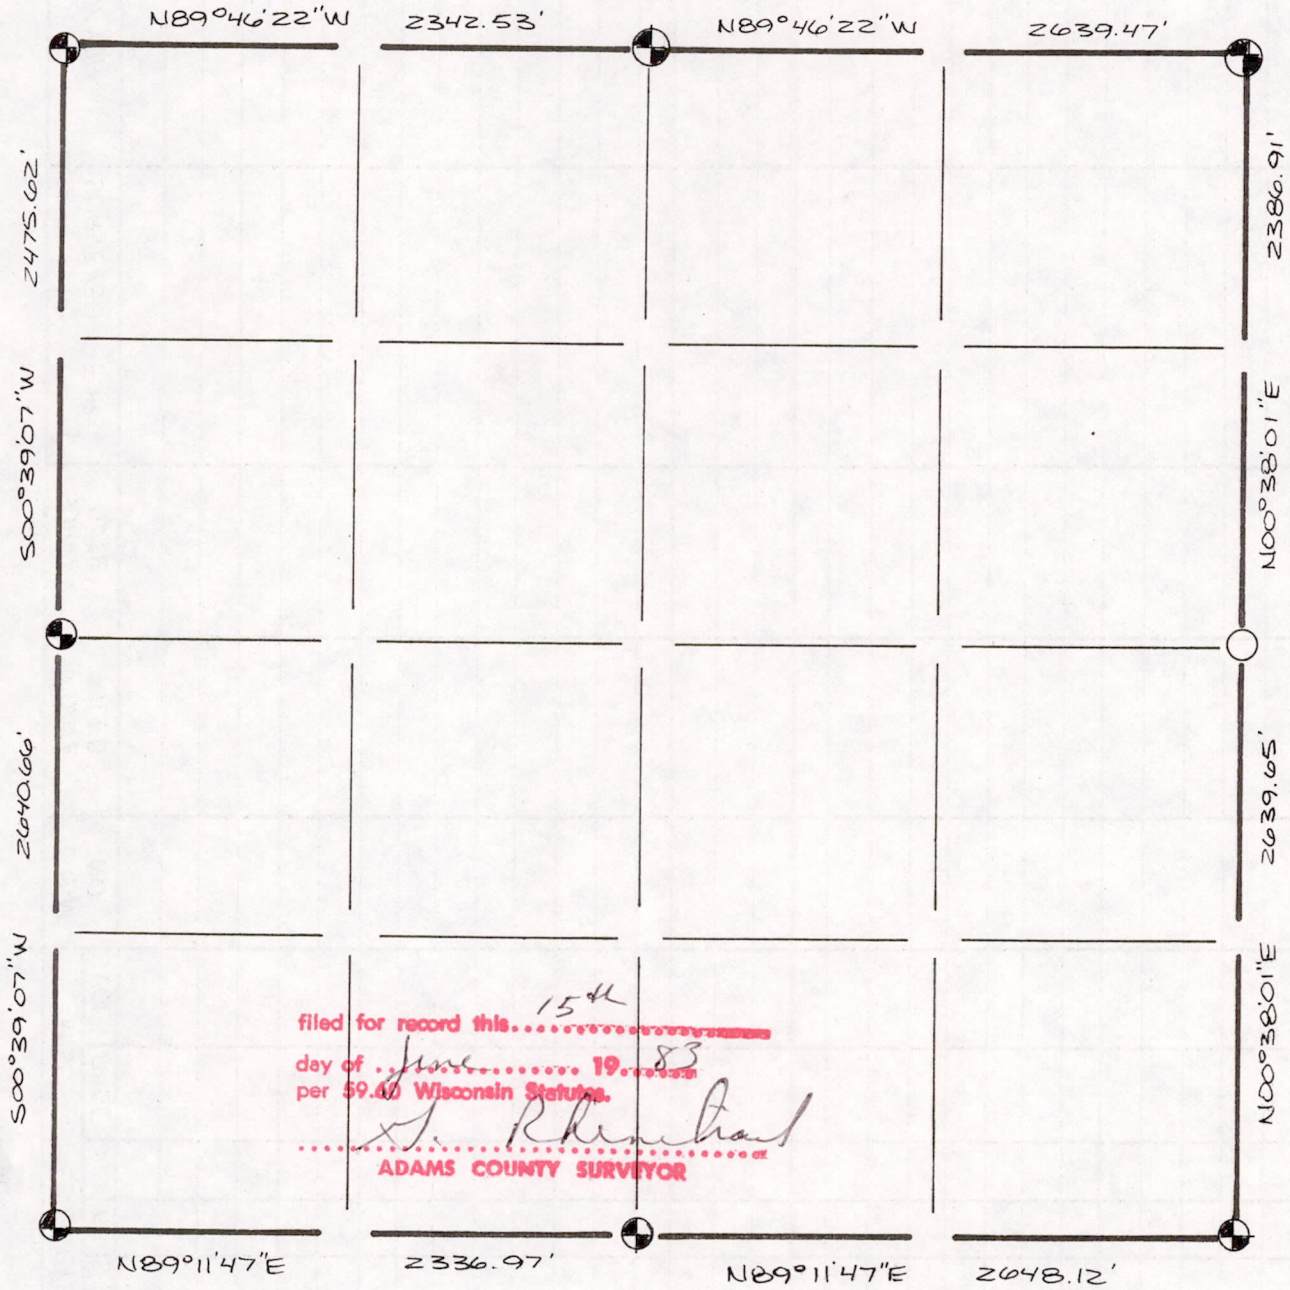 N89°46'22"W 2342.53' N89°46'22"W 2639.47'
2475.62'
2386.91'
S00°39'07"W
N00°38'01"E
2640.66'
2639.65'
S00°39'07"W
N00°38'01"E
filed for record this 15th
day of June 19 83
per 59.60 Wisconsin Statutes.
ADAMS COUNTY SURVEYOR
N89°11'47"E 2336.97' N89°11'47"E 2648.12'